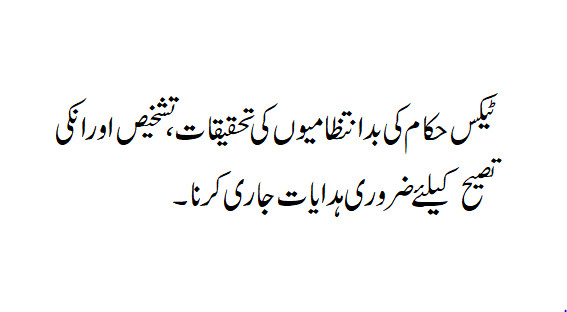 ٹیکس حکام کی بدانتظامیوں کی تحقیقات، تشخیص اور انکی
تصیح کیلئے ضروری ہدایات جاری کرنا۔